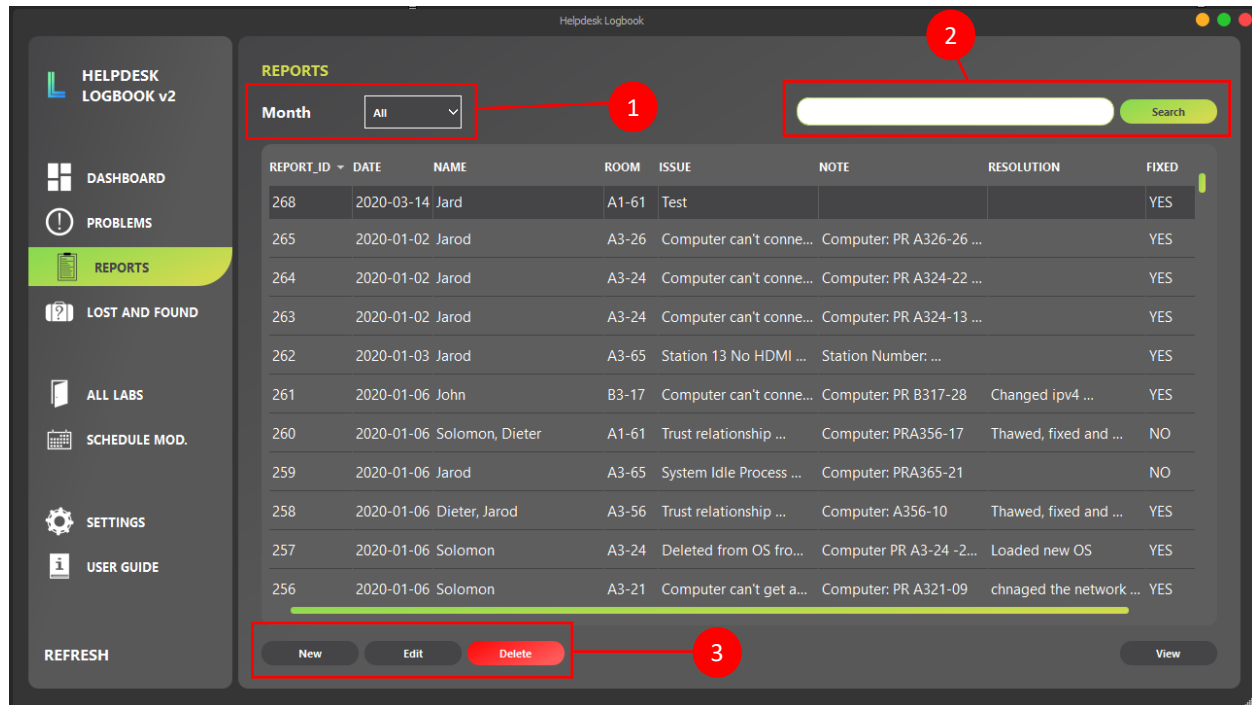 Helpdesk Logbook
2
HELPDESK
LOGBOOK v2
REPORTS
Month All
1
Search
DASHBOARD
PROBLEMS
REPORTS
LOST AND FOUND
ALL LABS
SCHEDULE MOD.
SETTINGS
USER GUIDE
REFRESH
REPORT_ID DATE NAME ROOM ISSUE NOTE RESOLUTION FIXED
268 2020-03-14 Jard A1-61 Test YES
265 2020-01-02 Jarod A3-26 Computer can't conne... Computer: PR A326-26 ... YES
264 2020-01-02 Jarod A3-24 Computer can't conne... Computer: PR A324-22 ... YES
263 2020-01-02 Jarod A3-24 Computer can't conne... Computer: PR A324-13 ... YES
262 2020-01-03 Jarod A3-65 Station 13 No HDMI ... Station Number: ... YES
261 2020-01-06 John B3-17 Computer can't conne... Computer: PR B317-28 Changed ipv4 ... YES
260 2020-01-06 Solomon, Dieter A1-61 Trust relationship ... Computer: PRA356-17 Thawed, fixed and ... NO
259 2020-01-06 Jarod A3-65 System Idle Process ... Computer: PRA365-21 NO
258 2020-01-06 Dieter, Jarod A3-56 Trust relationship ... Computer: A356-10 Thawed, fixed and ... YES
257 2020-01-06 Solomon A3-24 Deleted from OS fro... Computer PR A3-24 -2... Loaded new OS YES
256 2020-01-06 Solomon A3-21 Computer can't get a... Computer: PR A321-09 chnaged the network ... YES
New Edit Delete
3
View